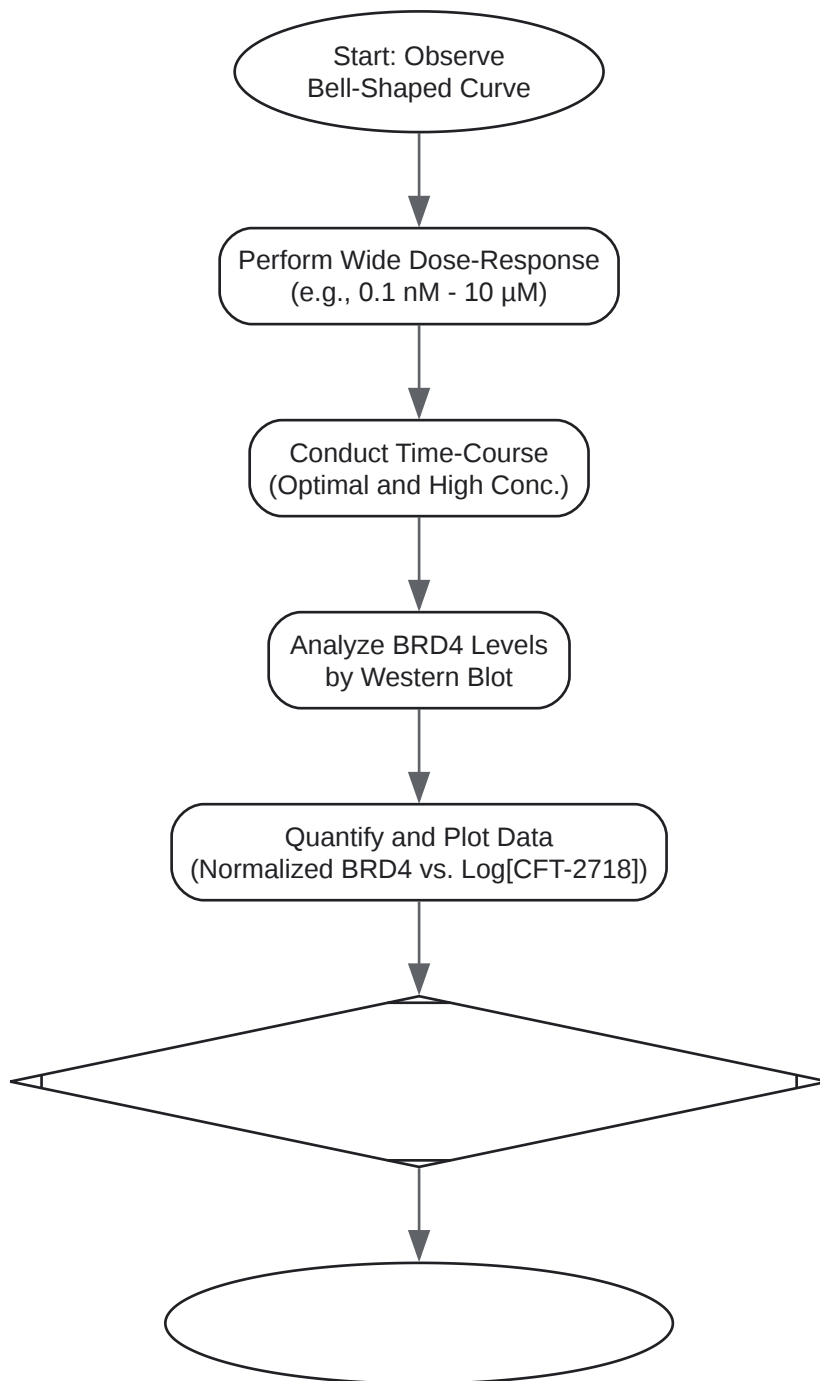 Start: Observe
Bell-Shaped Curve
Perform Wide Dose-Response
(e.g., 0.1 nM - 10 µM)
Conduct Time-Course
(Optimal and High Conc.)
Analyze BRD4 Levels
by Western Blot
Quantify and Plot Data
(Normalized BRD4 vs. Log[CFT-2718])